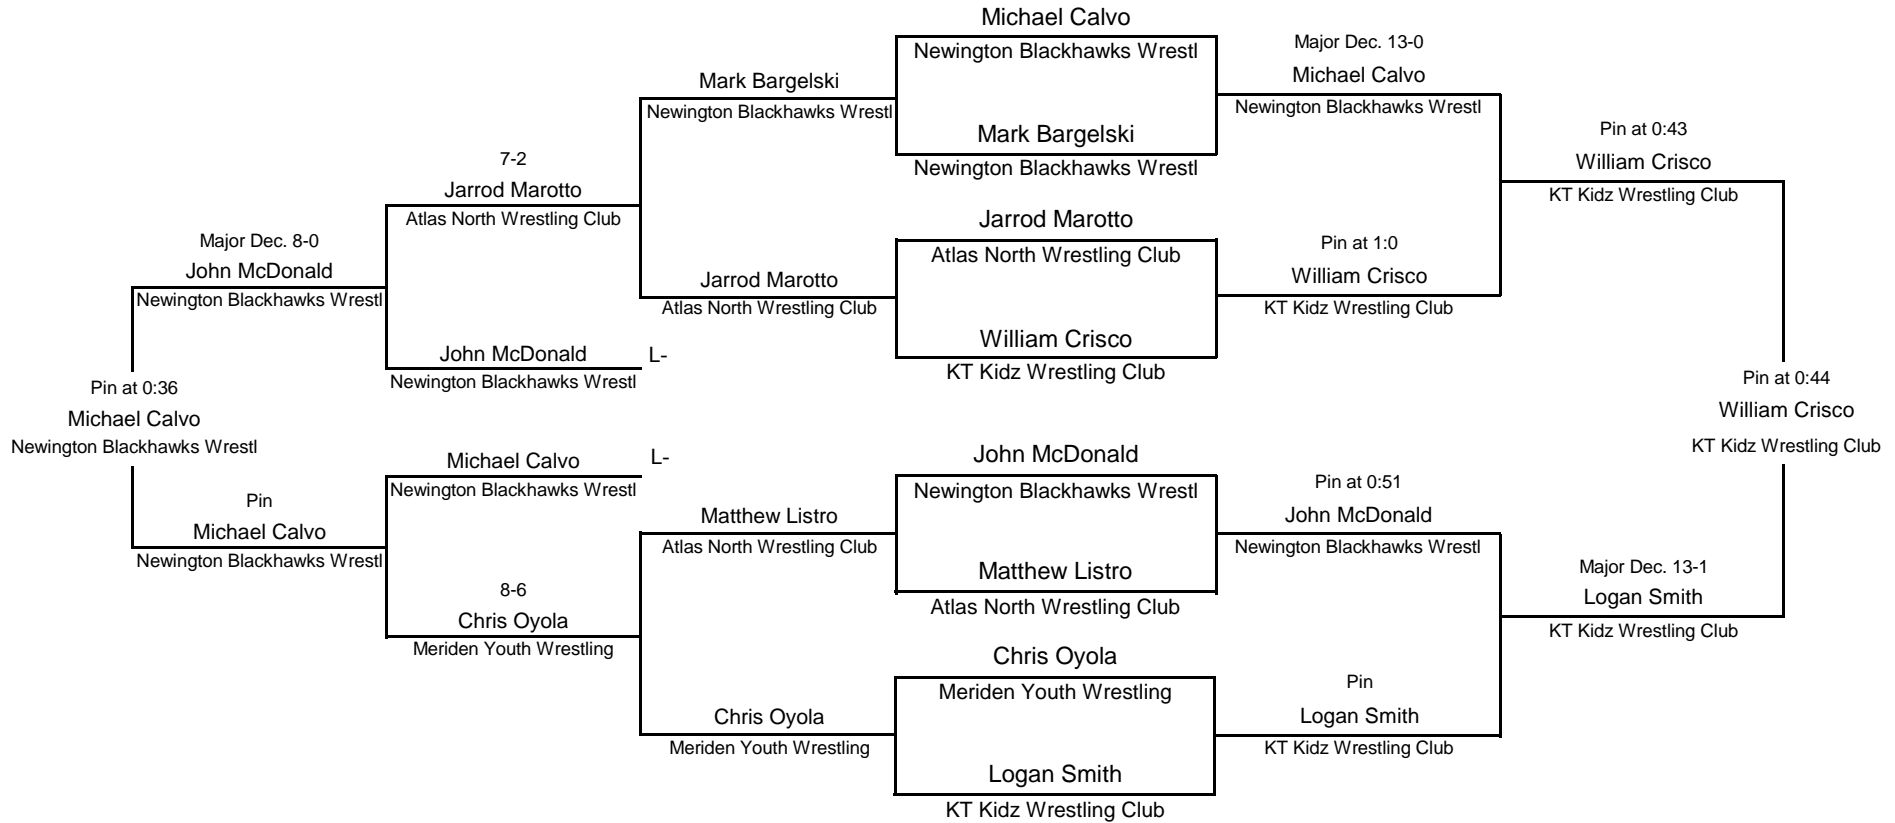 Michael Calvo
Newington Blackhawks Wrestl
Major Dec. 13-0
Michael Calvo
Newington Blackhawks Wrestl
Mark Bargelski
Newington Blackhawks Wrestl
Mark Bargelski
Newington Blackhawks Wrestl
Pin at 0:43
William Crisco
KT Kidz Wrestling Club
7-2
Jarrod Marotto
Atlas North Wrestling Club
Jarrod Marotto
Atlas North Wrestling Club
Major Dec. 8-0
John McDonald
Newington Blackhawks Wrestl
Pin at 1:0
William Crisco
KT Kidz Wrestling Club
Jarrod Marotto
Atlas North Wrestling Club
William Crisco
KT Kidz Wrestling Club
John McDonald
L-
Newington Blackhawks Wrestl
Pin at 0:36
Michael Calvo
Newington Blackhawks Wrestl
Pin at 0:44
William Crisco
KT Kidz Wrestling Club
Michael Calvo
L-
Newington Blackhawks Wrestl
John McDonald
Newington Blackhawks Wrestl
Pin at 0:51
John McDonald
Newington Blackhawks Wrestl
Pin
Michael Calvo
Newington Blackhawks Wrestl
Matthew Listro
Atlas North Wrestling Club
Matthew Listro
Atlas North Wrestling Club
Major Dec. 13-1
Logan Smith
KT Kidz Wrestling Club
8-6
Chris Oyola
Meriden Youth Wrestling
Chris Oyola
Meriden Youth Wrestling
Pin
Logan Smith
KT Kidz Wrestling Club
Chris Oyola
Meriden Youth Wrestling
Logan Smith
KT Kidz Wrestling Club